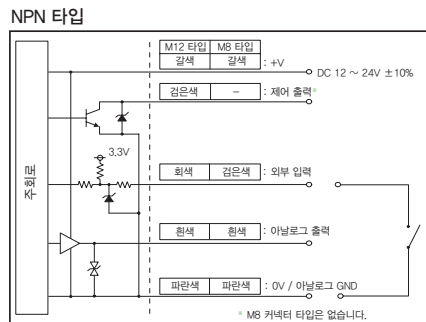 NPN 타입
M12 타입 M8 타입
갈색 갈색 : +V
DC 12 ~ 24V ±10%
검은색 - : 제어 출력*
3.3V
주회로
회색 검은색 : 외부 입력
흰색 흰색 : 아날로그 출력
파란색 파란색 : 0V / 아날로그 GND
* M8 커넥터 타입은 없습니다.